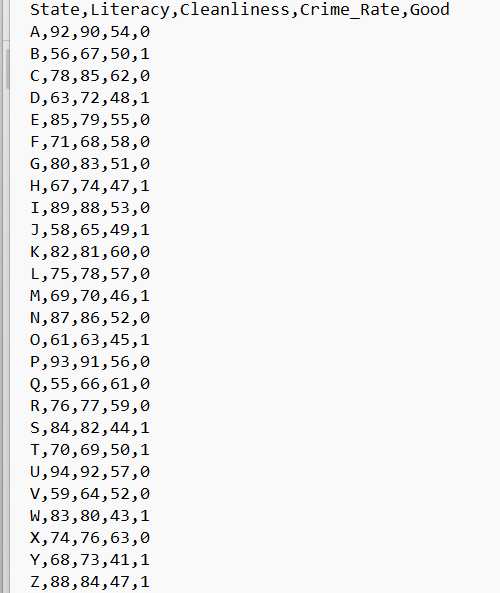 State,Literacy,Cleanliness,Crime_Rate,Good
A,92,90,54,0
B,56,67,50,1
C,78,85,62,0
D,63,72,48,1
E,85,79,55,0
F,71,68,58,0
G,80,83,51,0
H,67,74,47,1
I,89,88,53,0
J,58,65,49,1
K,82,81,60,0
L,75,78,57,0
M,69,70,46,1
N,87,86,52,0
O,61,63,45,1
P,93,91,56,0
Q,55,66,61,0
R,76,77,59,0
S,84,82,44,1
T,70,69,50,1
U,94,92,57,0
V,59,64,52,0
W,83,80,43,1
X,74,76,63,0
Y,68,73,41,1
Z,88,84,47,1